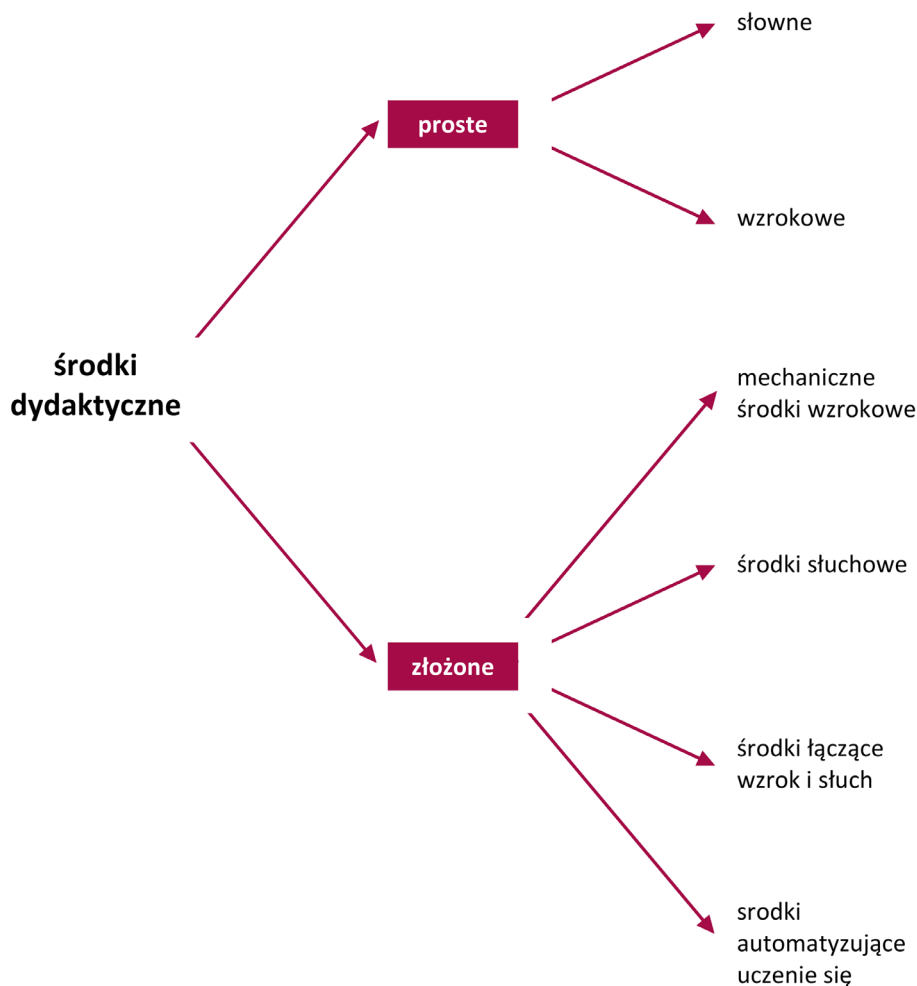 środki
dydaktyczne
proste
słowne
wzrokowe
złożone
mechaniczne
środki wzrokowe
środki słuchowe
środki łączące
wzrok i słuch
srodki
automatyzujące
uczenie się